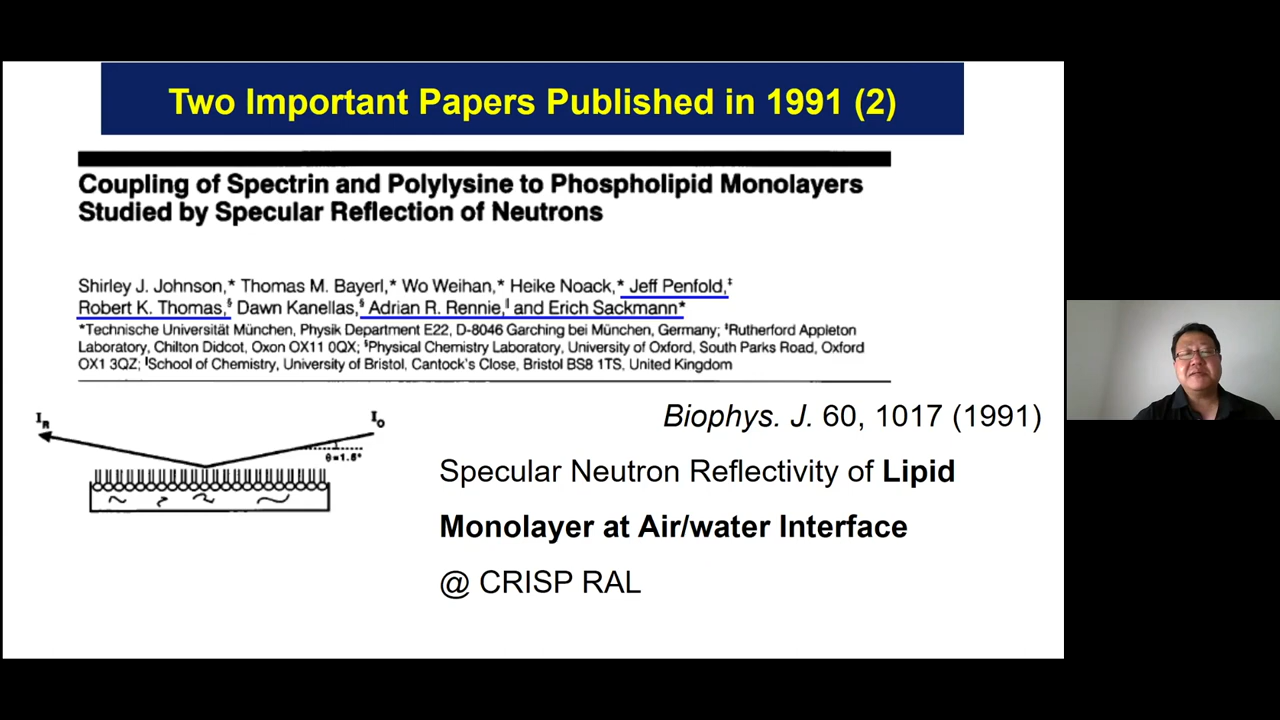 Two Important Papers Published in 1991 (2)
Coupling of Spectrin and Polylysine to Phospholipid Monolayers
Studied by Specular Reflection of Neutrons
Shirley J. Johnson,* Thomas M. Bayerl,* Wo Weihan,* Heike Noack,* Jeff Penfold,‡
Robert K. Thomas,§ Dawn Kanellas,§ Adrian R. Rennie,‖ and Erich Sackmann*
*Technische Universität München, Physik Department E22, D-8046 Garching bei München, Germany; ‡Rutherford Appleton
Laboratory, Chilton Didcot, Oxon OX11 0QX; §Physical Chemistry Laboratory, University of Oxford, South Parks Road, Oxford
OX1 3QZ; ‖School of Chemistry, University of Bristol, Cantock's Close, Bristol BS8 1TS, United Kingdom
I_R
I_O
θ=1.5°
Biophys. J. 60, 1017 (1991)
Specular Neutron Reflectivity of Lipid
Monolayer at Air/water Interface
@ CRISP RAL